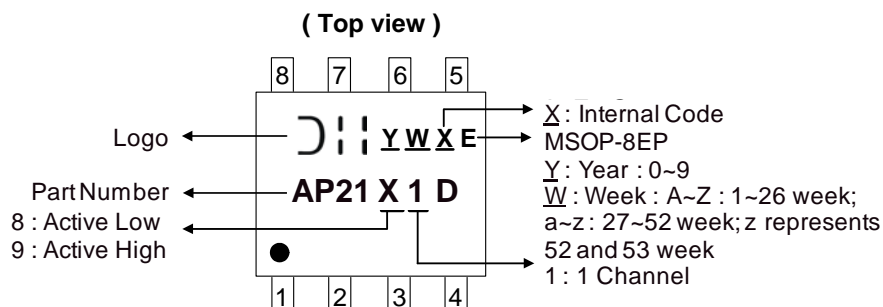 ( Top view )
8 7 6 5
Logo
Y W X E
X : Internal Code
MSOP-8EP
Y : Year : 0~9
W : Week : A~Z : 1~26 week;
a~z : 27~52 week; z represents
52 and 53 week
1 : 1 Channel
Part Number
AP21 X 1 D
8 : Active Low
9 : Active High
1 2 3 4